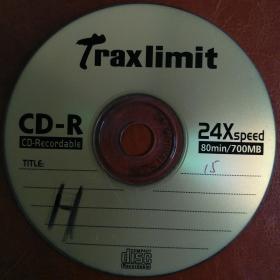 Traxlimit
CD-R
CD-Recordable
24X speed
80min/700MB
TITLE:
15
H
COMPACT
disc
Recordable